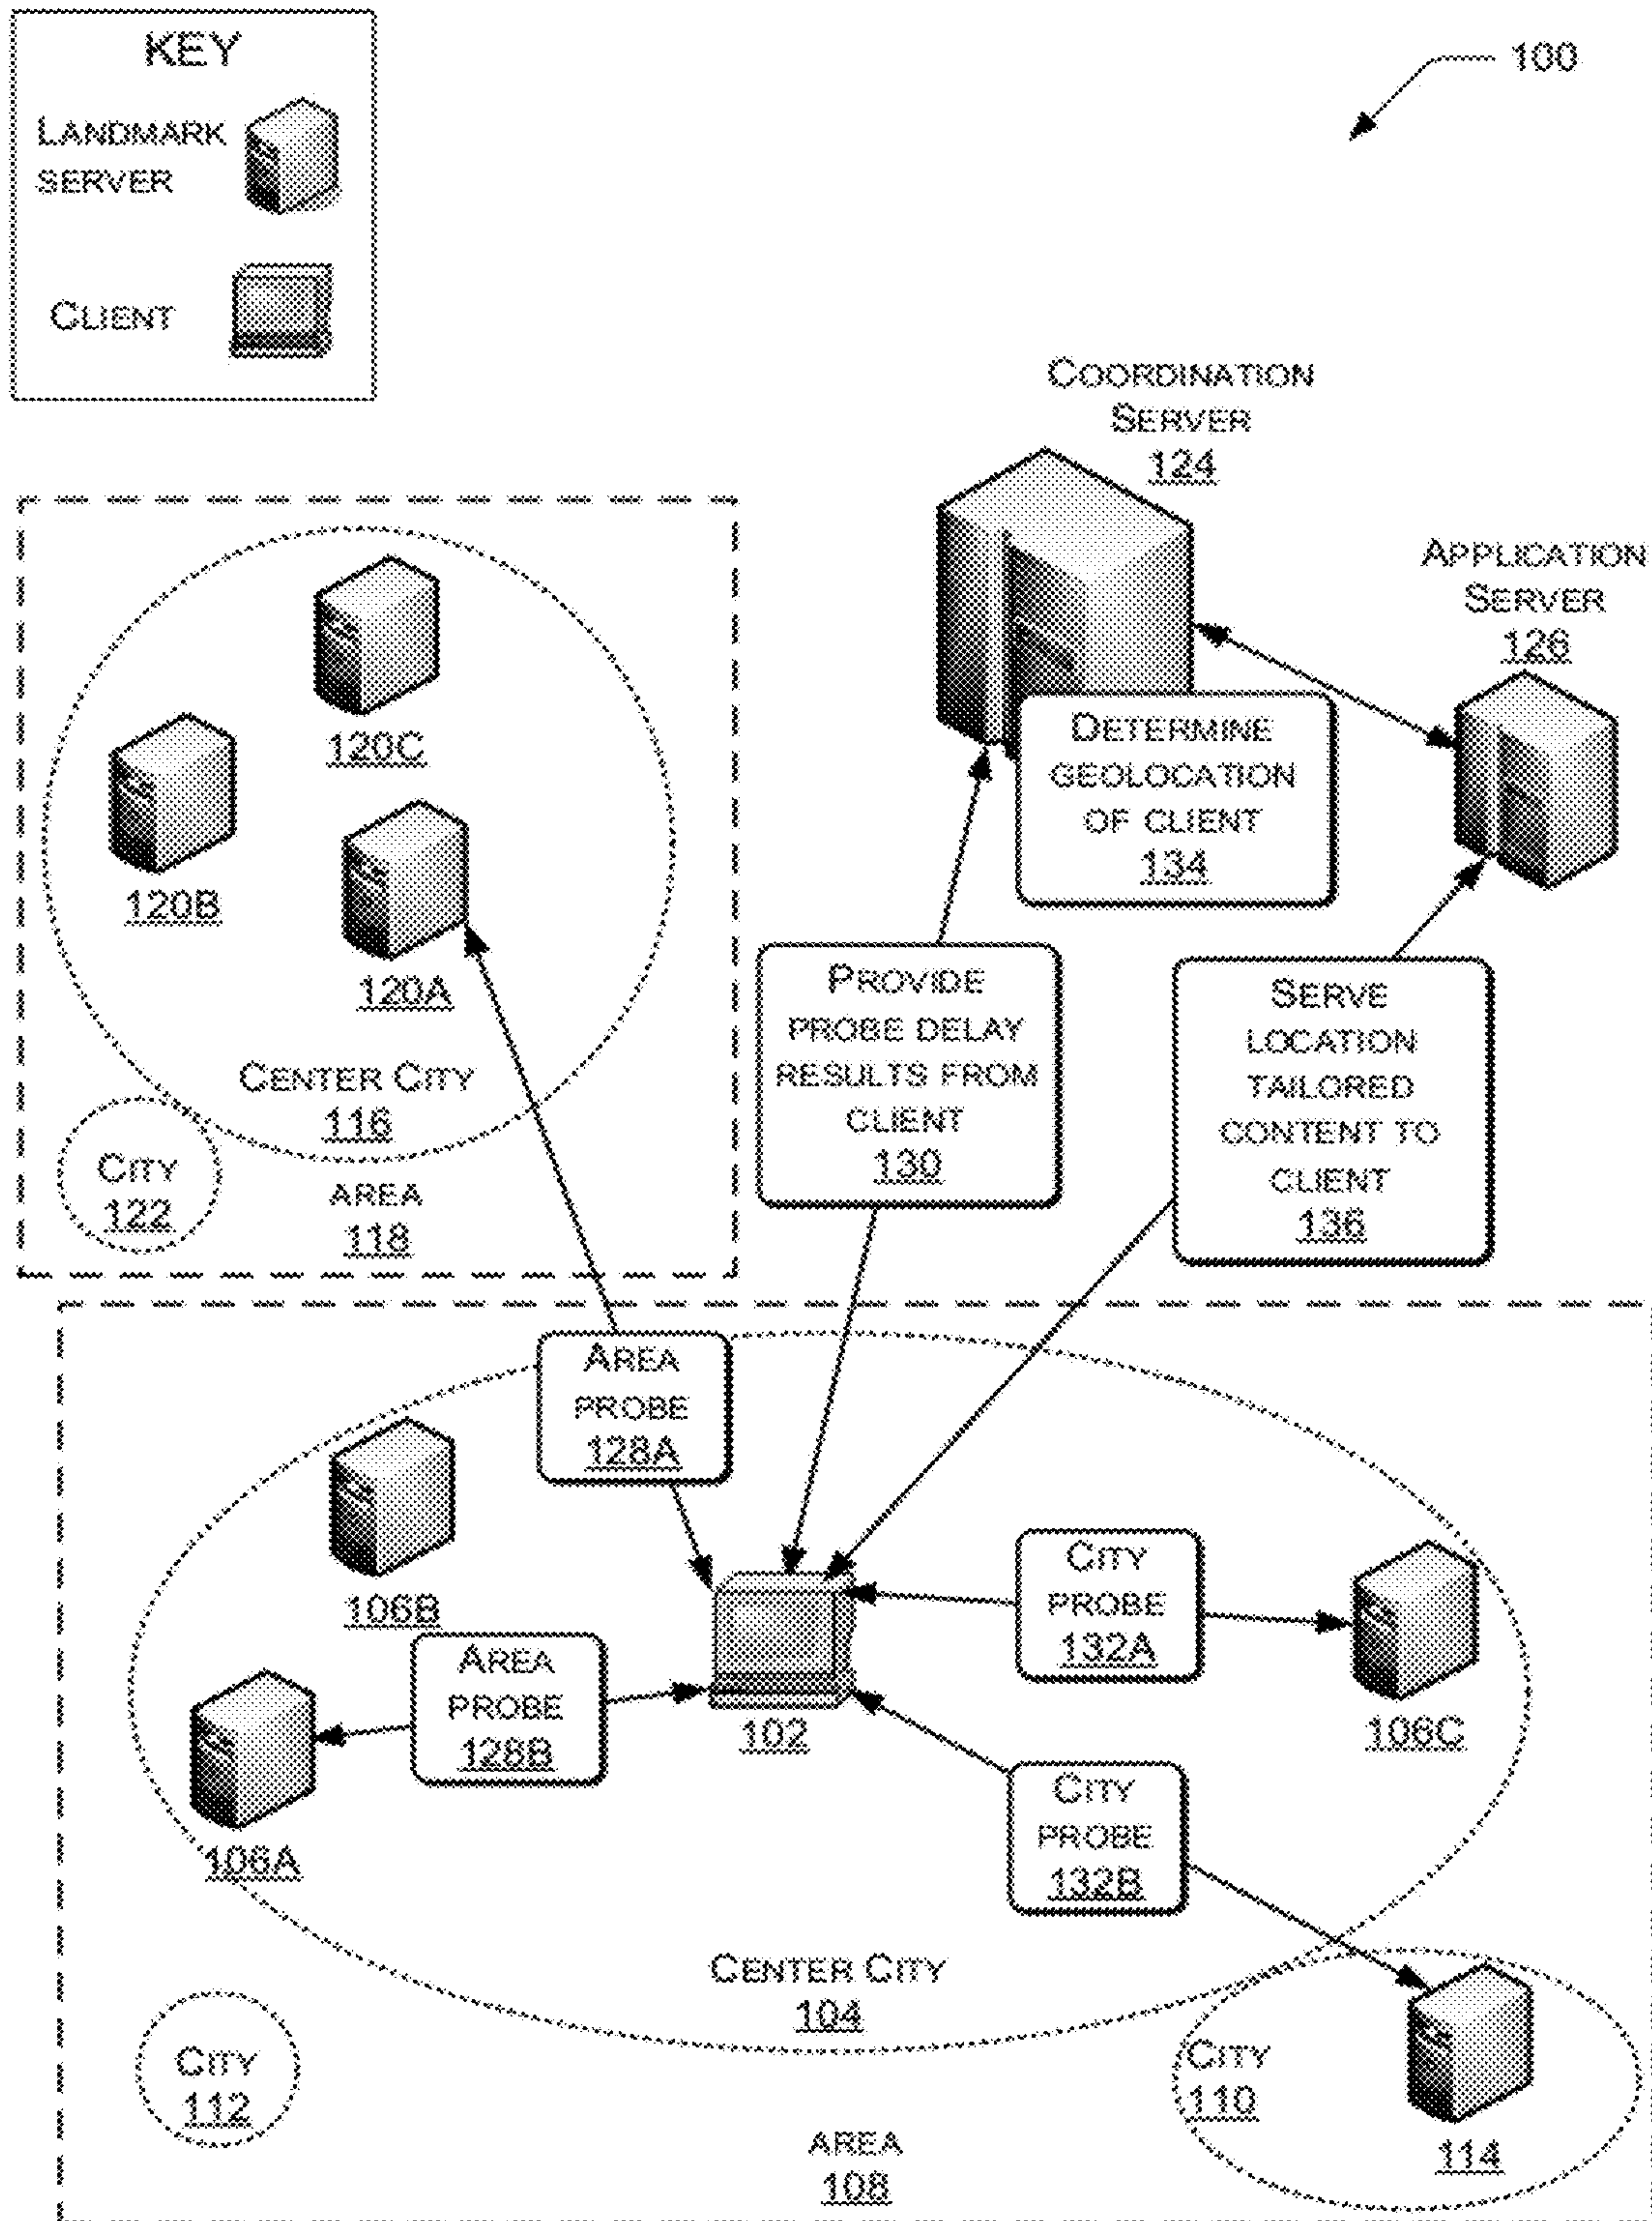 KEY
LANDMARK
SERVER
CLIENT
100
COORDINATION
SERVER
124
APPLICATION
SERVER
126
DETERMINE
GEOLOCATION
OF CLIENT
134
120C
120B
120A
CENTER CITY
116
CITY
122
AREA
118
PROVIDE
PROBE DELAY
RESULTS FROM
CLIENT
130
SERVE
LOCATION
TAILORED
CONTENT TO
CLIENT
136
AREA
PROBE
128A
106B
AREA
PROBE
128B
106A
102
CITY
PROBE
132A
106C
CITY
PROBE
132B
CENTER CITY
104
CITY
112
CITY
110
114
AREA
108